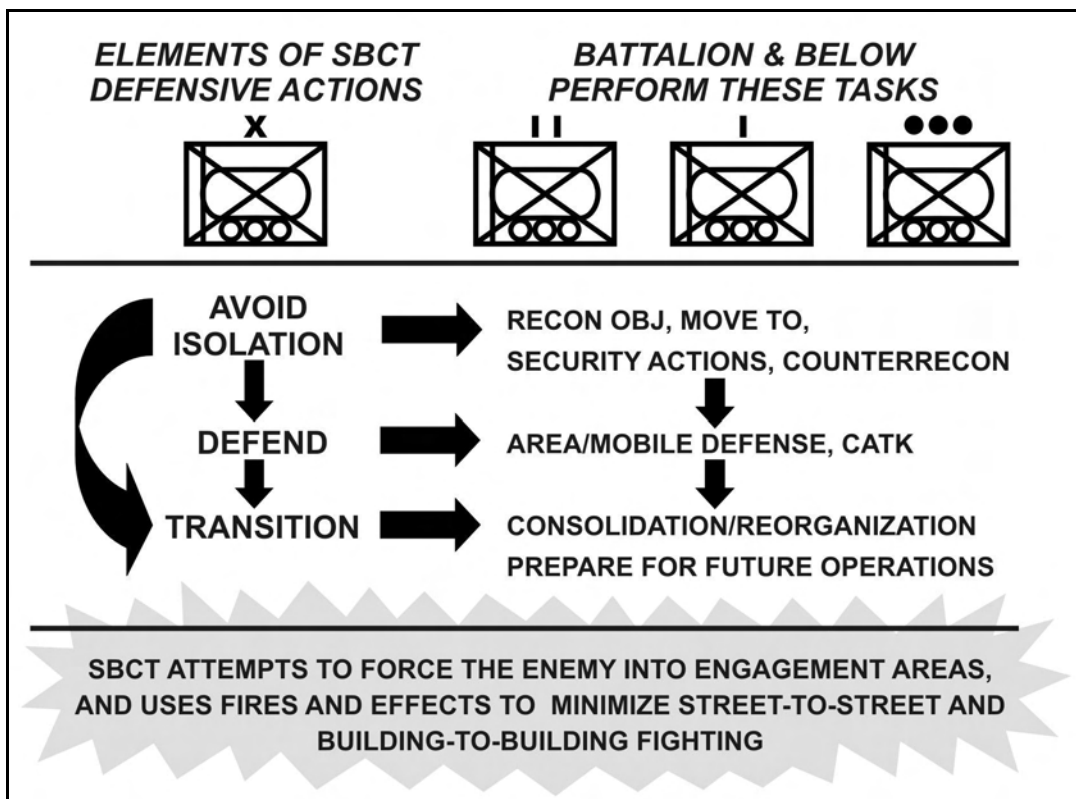 ELEMENTS OF SBCT
DEFENSIVE ACTIONS
BATTALION & BELOW
PERFORM THESE TASKS
X
I I
I
●●●
AVOID
ISOLATION
RECON OBJ, MOVE TO,
SECURITY ACTIONS, COUNTERRECON
DEFEND
AREA/MOBILE DEFENSE, CATK
TRANSITION
CONSOLIDATION/REORGANIZATION
PREPARE FOR FUTURE OPERATIONS
SBCT ATTEMPTS TO FORCE THE ENEMY INTO ENGAGEMENT AREAS,
AND USES FIRES AND EFFECTS TO MINIMIZE STREET-TO-STREET AND
BUILDING-TO-BUILDING FIGHTING